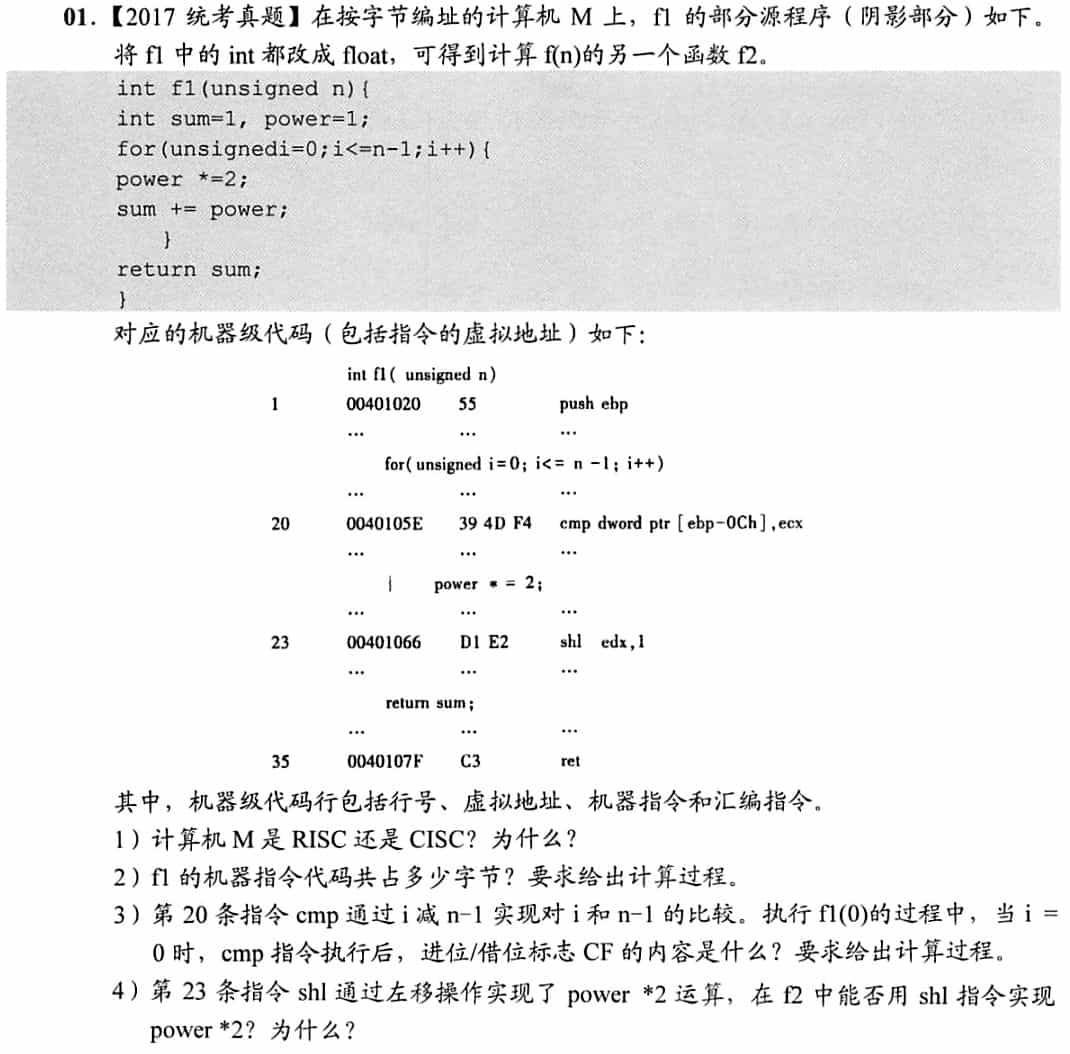 01.【2017 统考真题】在按字节编址的计算机 M 上，f1 的部分源程序（阴影部分）如下。
将 f1 中的 int 都改成 float，可得到计算 f(n)的另一个函数 f2。
int f1(unsigned n){
int sum=1, power=1;
for(unsignedi=0;i<=n-1;i++){
power *=2;
sum += power;
}
return sum;
}
对应的机器级代码（包括指令的虚拟地址）如下：
int f1( unsigned n)
1 00401020 55 push ebp
… … …
for( unsigned i=0; i<= n -1; i++)
… … …
20 0040105E 39 4D F4 cmp dword ptr [ebp-0Ch],ecx
… … …
{ power * = 2;
… … …
23 00401066 D1 E2 shl edx,1
… … …
return sum;
… … …
35 0040107F C3 ret
其中，机器级代码行包括行号、虚拟地址、机器指令和汇编指令。
1）计算机 M 是 RISC 还是 CISC？为什么？
2）f1 的机器指令代码共占多少字节？要求给出计算过程。
3）第 20 条指令 cmp 通过 i 减 n-1 实现对 i 和 n-1 的比较。执行 f1(0)的过程中，当 i =
0 时，cmp 指令执行后，进位/借位标志 CF 的内容是什么？要求给出计算过程。
4）第 23 条指令 shl 通过左移操作实现了 power *2 运算，在 f2 中能否用 shl 指令实现
power *2？为什么？